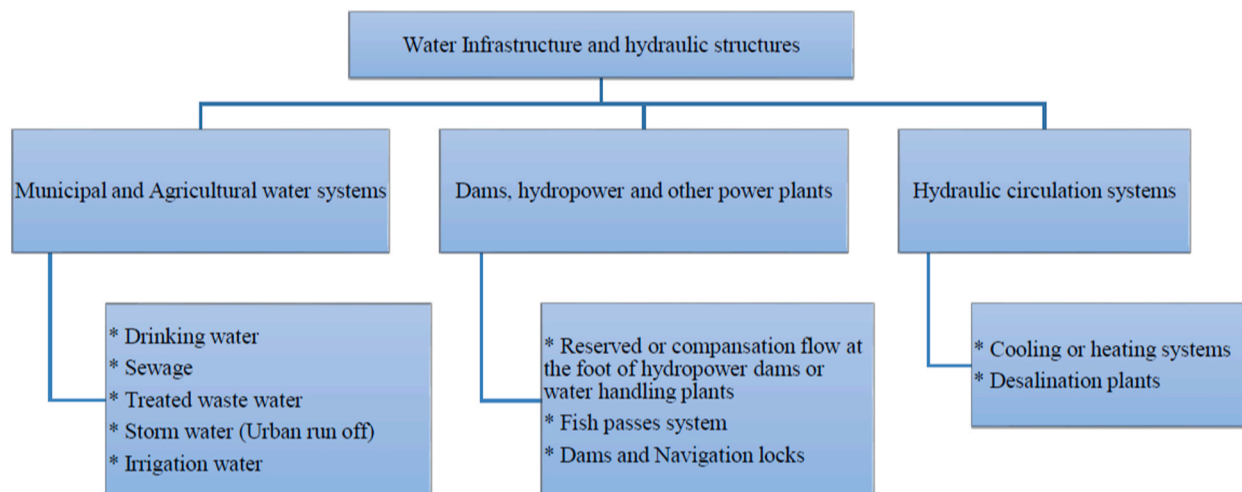 Water Infrastructure and hydraulic structures
Municipal and Agricultural water systems
Dams, hydropower and other power plants
Hydraulic circulation systems
* Drinking water
* Sewage
* Treated waste water
* Storm water (Urban run off)
* Irrigation water
* Reserved or compansation flow at
the foot of hydropower dams or
water handling plants
* Fish passes system
* Dams and Navigation locks
* Cooling or heating systems
* Desalination plants